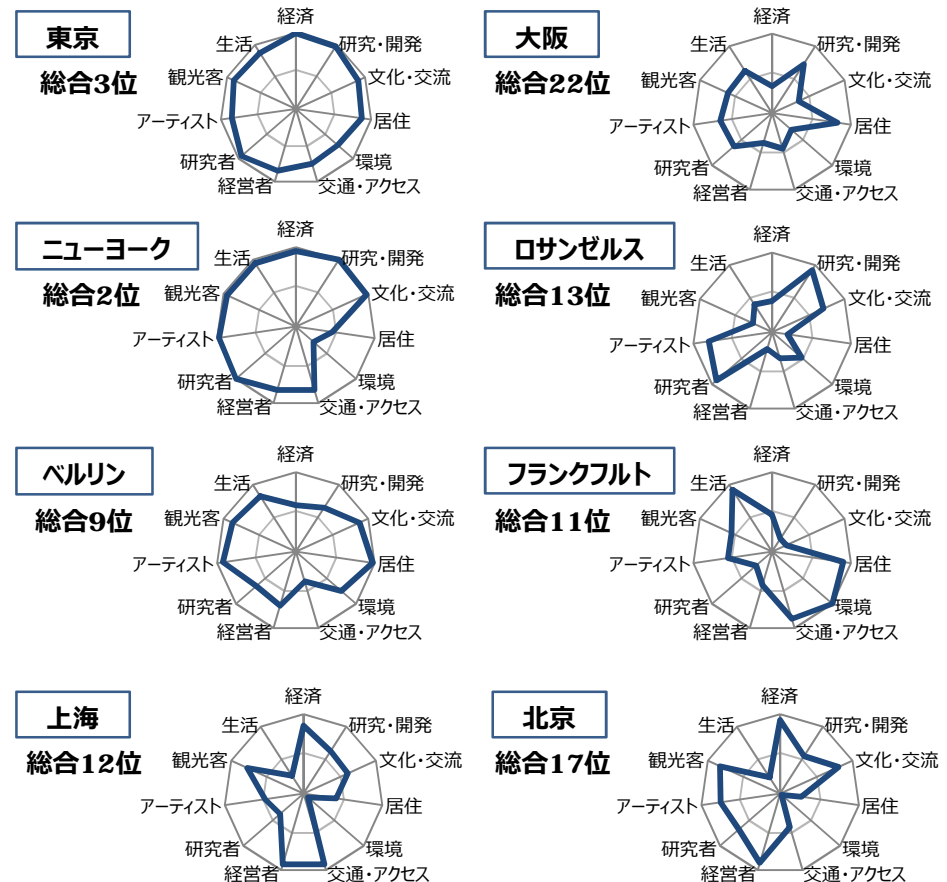 東京
総合3位
経済
研究・開発
文化・交流
居住
環境
交通・アクセス
経営者
研究者
アーティスト
観光客
生活
大阪
総合22位
経済
研究・開発
文化・交流
居住
環境
交通・アクセス
経営者
研究者
アーティスト
観光客
生活
ニューヨーク
総合2位
経済
研究・開発
文化・交流
居住
環境
交通・アクセス
経営者
研究者
アーティスト
観光客
生活
ロサンゼルス
総合13位
経済
研究・開発
文化・交流
居住
環境
交通・アクセス
経営者
研究者
アーティスト
観光客
生活
ベルリン
総合9位
経済
研究・開発
文化・交流
居住
環境
交通・アクセス
経営者
研究者
アーティスト
観光客
生活
フランクフルト
総合11位
経済
研究・開発
文化・交流
居住
環境
交通・アクセス
経営者
研究者
アーティスト
観光客
生活
上海
総合12位
経済
研究・開発
文化・交流
居住
環境
交通・アクセス
経営者
研究者
アーティスト
観光客
生活
北京
総合17位
経済
研究・開発
文化・交流
居住
環境
交通・アクセス
経営者
研究者
アーティスト
観光客
生活